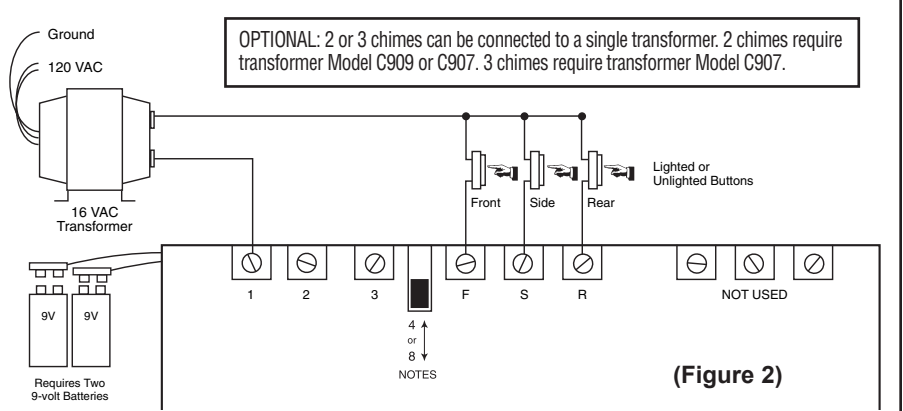 OPTIONAL: 2 or 3 chimes can be connected to a single transformer. 2 chimes require
transformer Model C909 or C907. 3 chimes require transformer Model C907.
Ground
120 VAC
16 VAC
Transformer
Front
Side
Rear
Lighted or
Unlighted Buttons
9V
9V
Requires Two
9-volt Batteries
1
2
3
F
S
R
NOT USED
4
or
8
NOTES
(Figure 2)